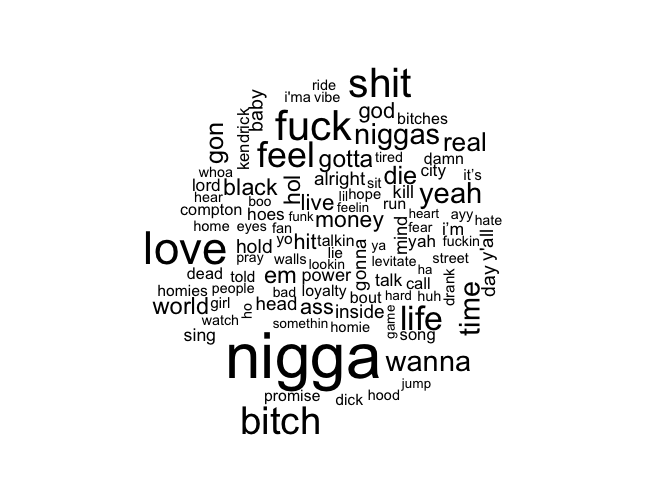 ride
i'ma vibe
shit
baby
god
bitches
kendrick
fuck
niggas
real
gon
feel
gotta
tired
damn
whoa
lord
black
hol
alright
sit
die
city
it's
hear
boo
live
lil
hope
kill
yeah
compton
hoes
funk
feelin
run
money
mind
heart
ayy
hate
home
eyes
fan
fear
i'm
love
hold
yo
hit
talkin
ya
yah
fuckin
y'all
pray
walls
lie
lookin
gonna
levitate
street
day
dead
told
em
power
talk
ha
call
drank
homies
people
bad
loyalty
bout
hard
huh
time
world
girl
ho
head
ass
inside
game
life
watch
somethin
homie
song
sing
nigga
wanna
jump
promise
dick
hood
bitch